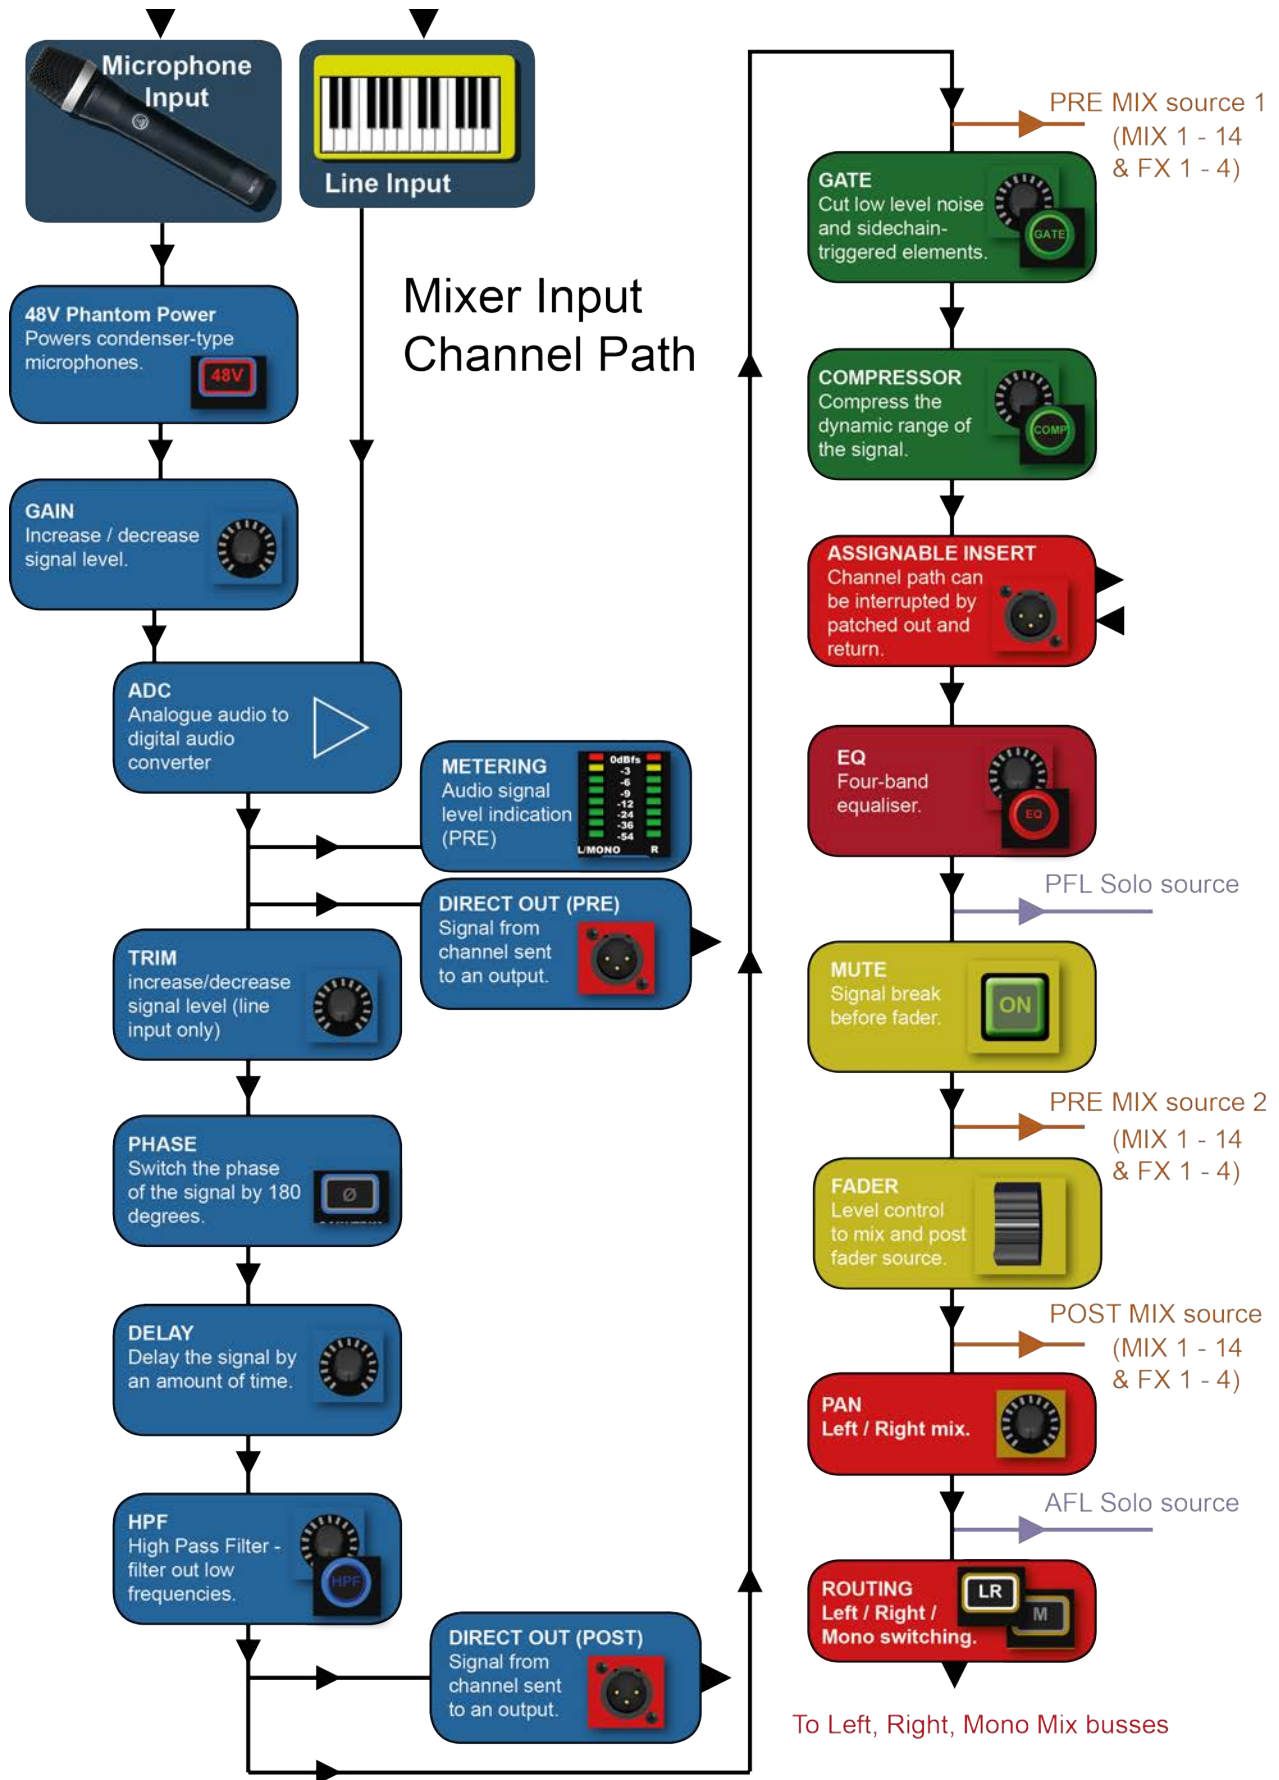 Microphone
Input
Line Input
Mixer Input
Channel Path
48V Phantom Power
Powers condenser-type
microphones.
48V
GAIN
Increase / decrease
signal level.
ADC
Analogue audio to
digital audio
converter
METERING
Audio signal
level indication
(PRE)
0dBfs
-3
-6
-9
-12
-24
-36
-54
L/MONO R
DIRECT OUT (PRE)
Signal from
channel sent
to an output.
TRIM
increase/decrease
signal level (line
input only)
PHASE
Switch the phase
of the signal by 180
degrees.
Ø
DELAY
Delay the signal by
an amount of time.
HPF
High Pass Filter -
filter out low
frequencies.
HPF
DIRECT OUT (POST)
Signal from
channel sent
to an output.
PRE MIX source 1
(MIX 1 - 14
& FX 1 - 4)
GATE
Cut low level noise
and sidechain-
triggered elements.
GATE
COMPRESSOR
Compress the
dynamic range of
the signal.
COMP
ASSIGNABLE INSERT
Channel path can
be interrupted by
patched out and
return.
EQ
Four-band
equaliser.
EQ
PFL Solo source
MUTE
Signal break
before fader.
ON
PRE MIX source 2
(MIX 1 - 14
& FX 1 - 4)
FADER
Level control
to mix and post
fader source.
POST MIX source
(MIX 1 - 14
& FX 1 - 4)
PAN
Left / Right mix.
AFL Solo source
ROUTING
Left / Right /
Mono switching.
LR
M
To Left, Right, Mono Mix busses